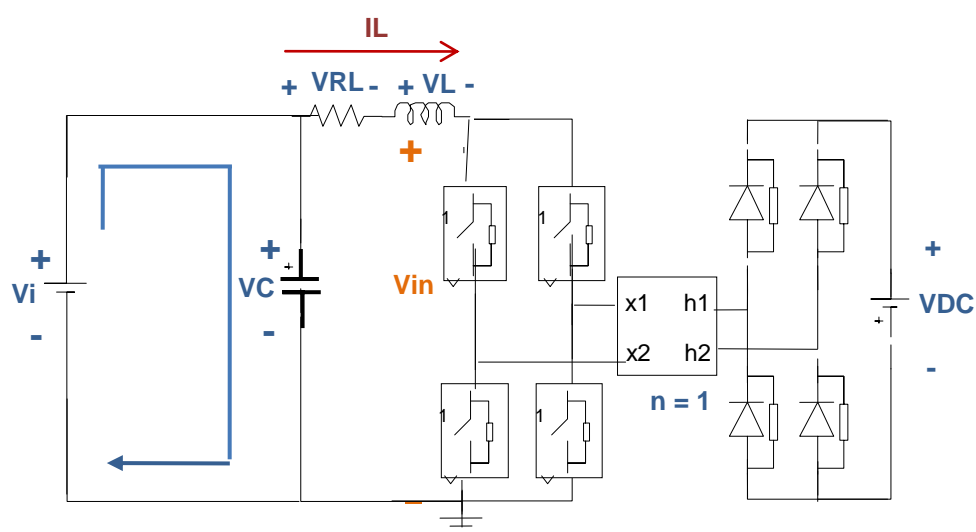 IL
+ VRL - + VL -
+
1 1
+ + Vin +
Vi VC x1 h1 VDC
- - x2 h2 + -
n = 1
1 1
-